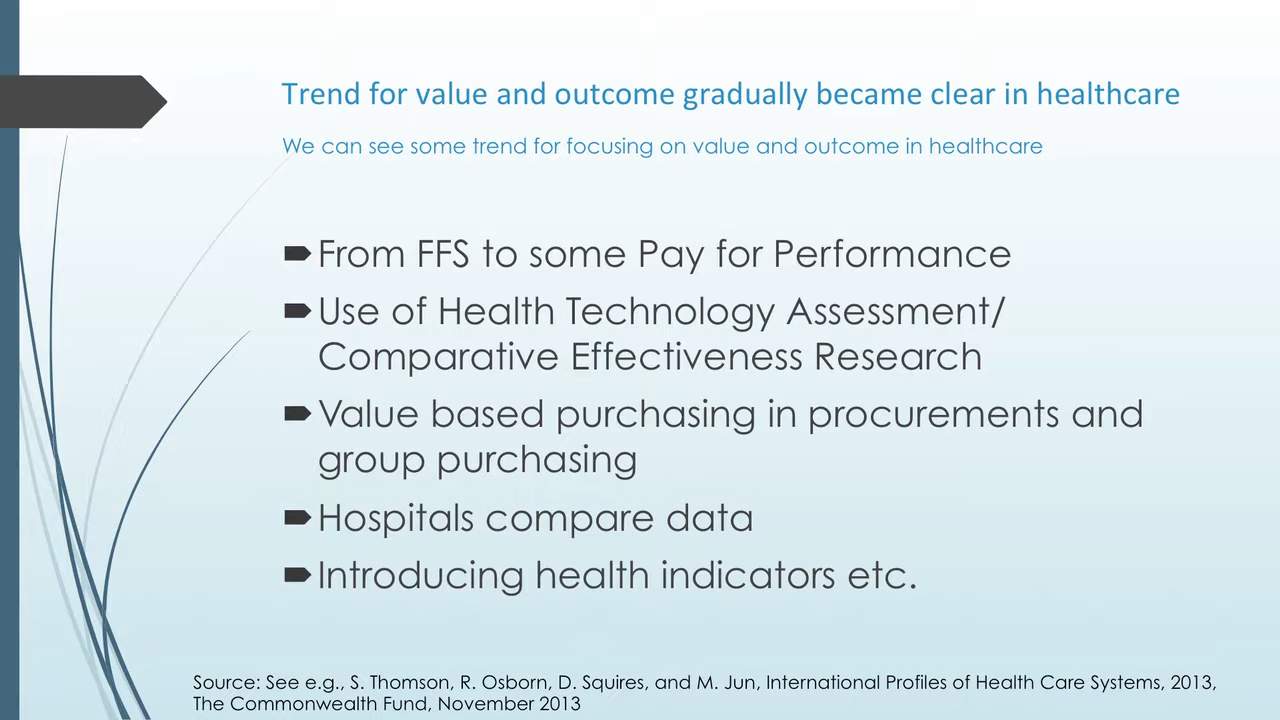 Trend for value and outcome gradually became clear in healthcare
We can see some trend for focusing on value and outcome in healthcare
From FFS to some Pay for Performance
Use of Health Technology Assessment/
Comparative Effectiveness Research
Value based purchasing in procurements and
group purchasing
Hospitals compare data
Introducing health indicators etc.
Source: See e.g., S. Thomson, R. Osborn, D. Squires, and M. Jun, International Profiles of Health Care Systems, 2013,
The Commonwealth Fund, November 2013